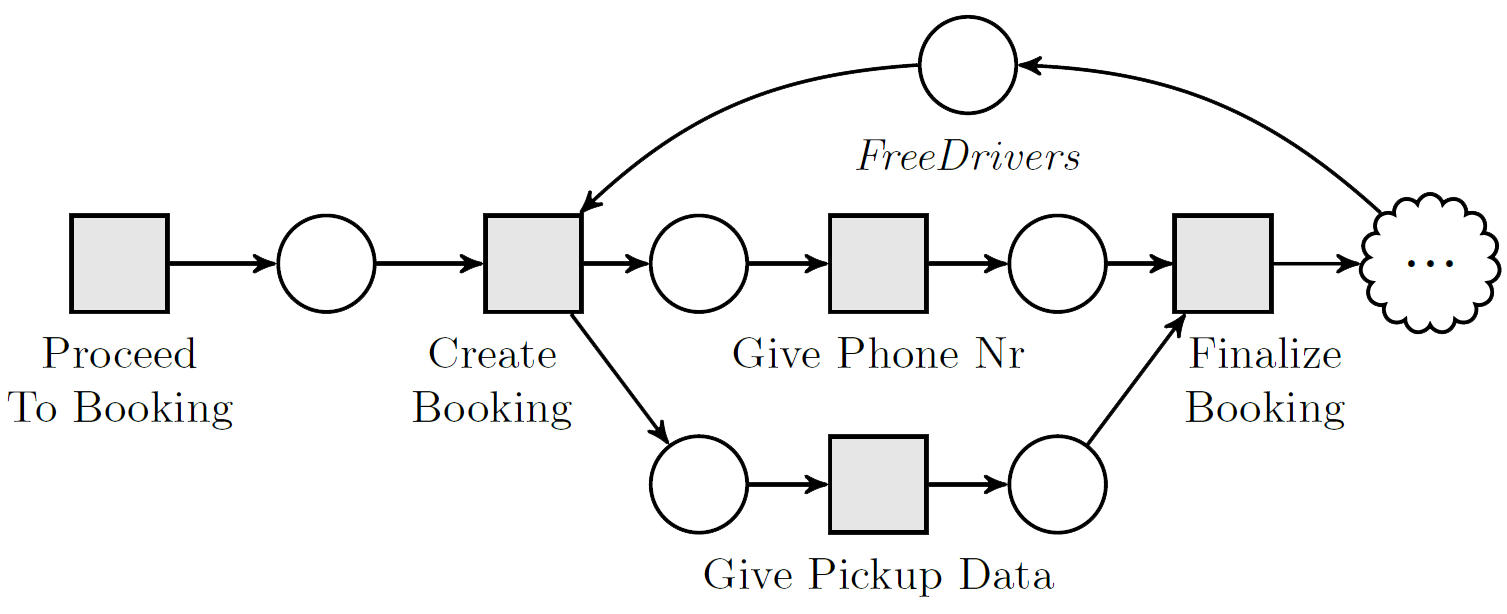 FreeDrivers
...
Proceed
To Booking
Create
Booking
Give Phone Nr
Finalize
Booking
Give Pickup Data